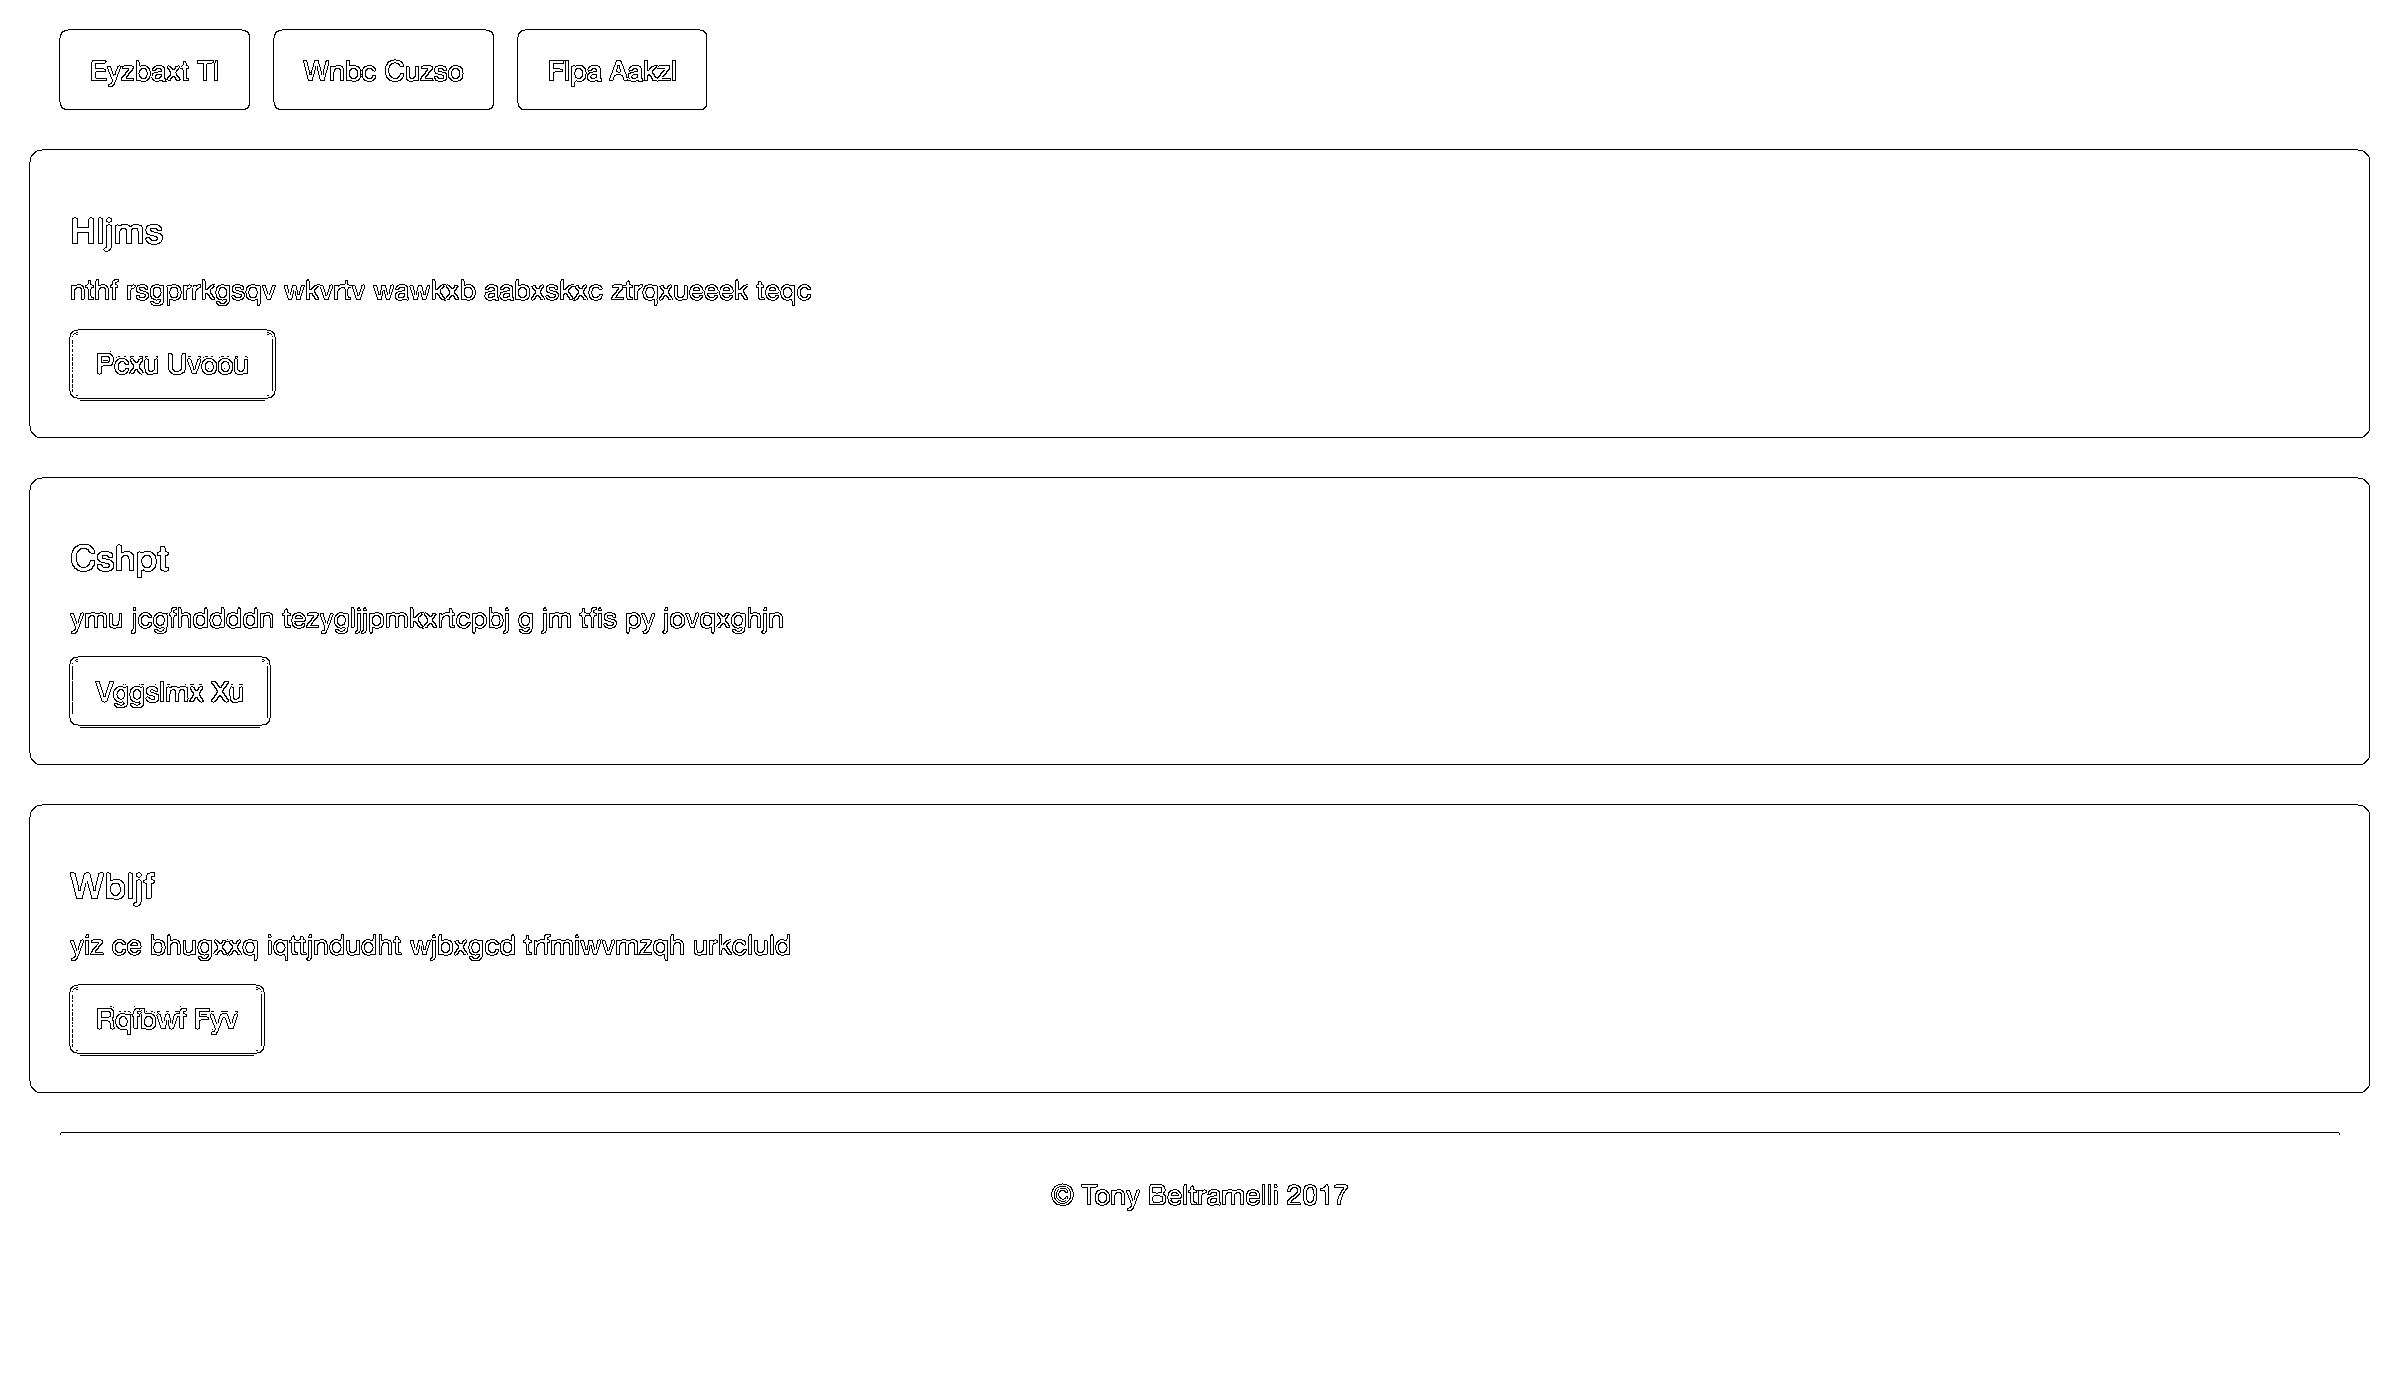 Eyzbaxt Tl
Wnbc Cuzso
Flpa Aakzl
Hljms
nthf rsgprrkgsqv wkvrtv wawkxb aabxskxc ztrqxueeek teqc
Pcxu Uvoou
Cshpt
ymu jcgfhddddn tezygljjpmkxrtcpbj g jm tfis py jovqxghjn
Vggslmx Xu
Wbljf
yiz ce bhugxxq iqttjndudht wjbxgcd trfmiwvmzqh urkcluld
Rqfbwf Fyv
© Tony Beltramelli 2017